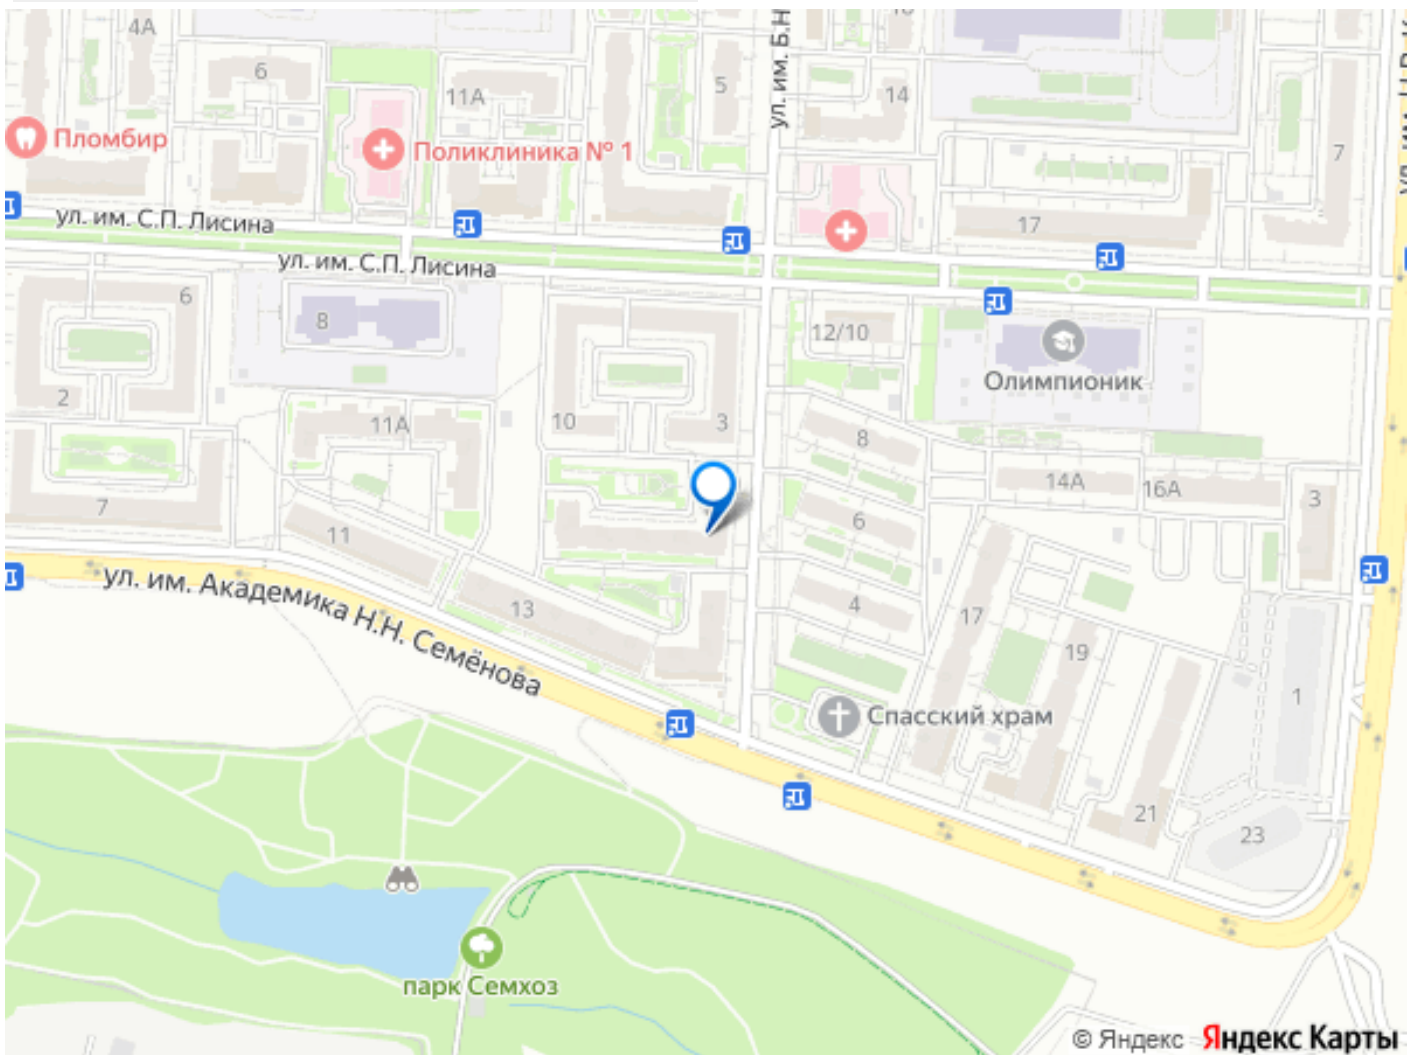 4А
6
11А
5
14
ул. им. Б.Н
Пломбир
Поликлиника № 1
7
17
ул. им. С.П. Лисина
ул. им. С.П. Лисина
6
8
12/10
Олимпионик
2
11А
10
3
8
14А
16А
3
7
11
6
ул. им. Академика Н.Н. Семёнова
13
4
17
19
1
Спасский храм
21
23
парк Семхоз
© Яндекс Яндекс Карты